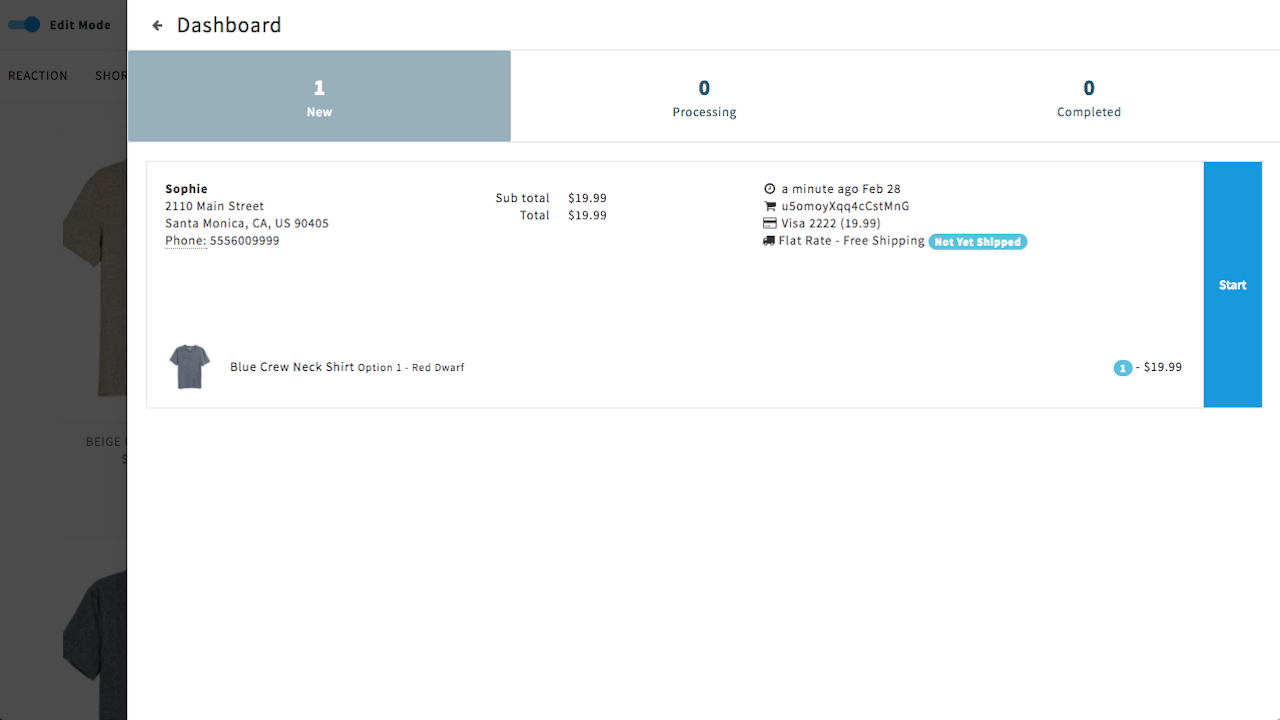 Edit Mode
Dashboard
REACTION SHOR
1
New
0
Processing
0
Completed
Sophie
2110 Main Street
Santa Monica, CA, US 90405
Phone: 5556009999
Sub total $19.99
Total $19.99
a minute ago Feb 28
u5omoyXqq4cCstMnG
Visa 2222 (19.99)
Flat Rate - Free Shipping Not Yet Shipped
Start
Blue Crew Neck Shirt Option 1 - Red Dwarf
1 - $19.99
BEIGE
$